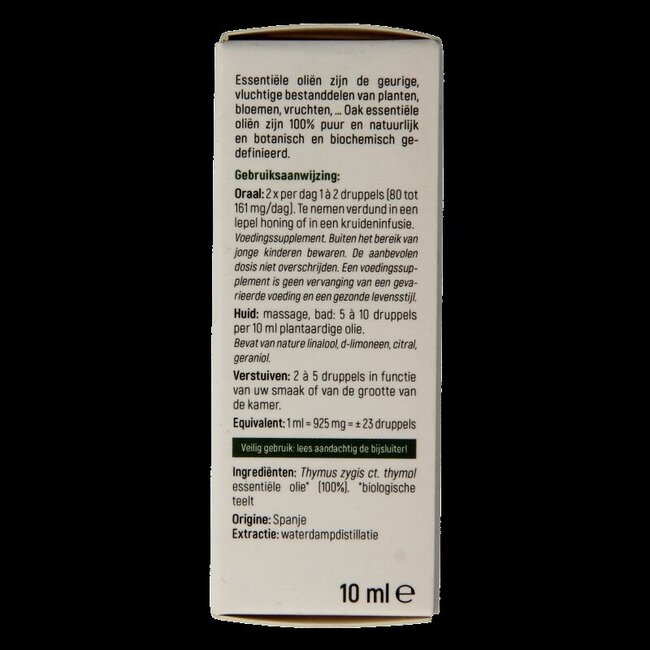 Essentiële oliën zijn de geurige,
vluchtige bestanddelen van planten,
bloemen, vruchten, ... Oak essentiële
oliën zijn 100% puur en natuurlijk
en botanisch en biochemisch ge-
definieerd.
Gebruiksaanwijzing:
Oraal: 2 x per dag 1 à 2 druppels (80 tot
161 mg/dag). Te nemen verdund in een
lepel honing of in een kruideninfusie.
Voedingssupplement. Buiten het bereik van
jonge kinderen bewaren. De aanbevolen
dosis niet overschrijden. Een voedingssup-
plement is geen vervanging van een geva-
rieerde voeding en een gezonde levensstijl.
Huid: massage, bad: 5 à 10 druppels
per 10 ml plantaardige olie.
Bevat van nature linalool, d-limoneen, citral,
geraniol.
Verstuiven: 2 à 5 druppels in functie
van uw smaak of van de grootte van
de kamer.
Equivalent: 1 ml = 925 mg = ± 23 druppels
Veilig gebruik: lees aandachtig de bijsluiter!
Ingrediënten: Thymus zygis ct. thymol
essentiële olie* (100%). *biologische
teelt
Origine: Spanje
Extractie: waterdampdistillatie
10 ml ℮